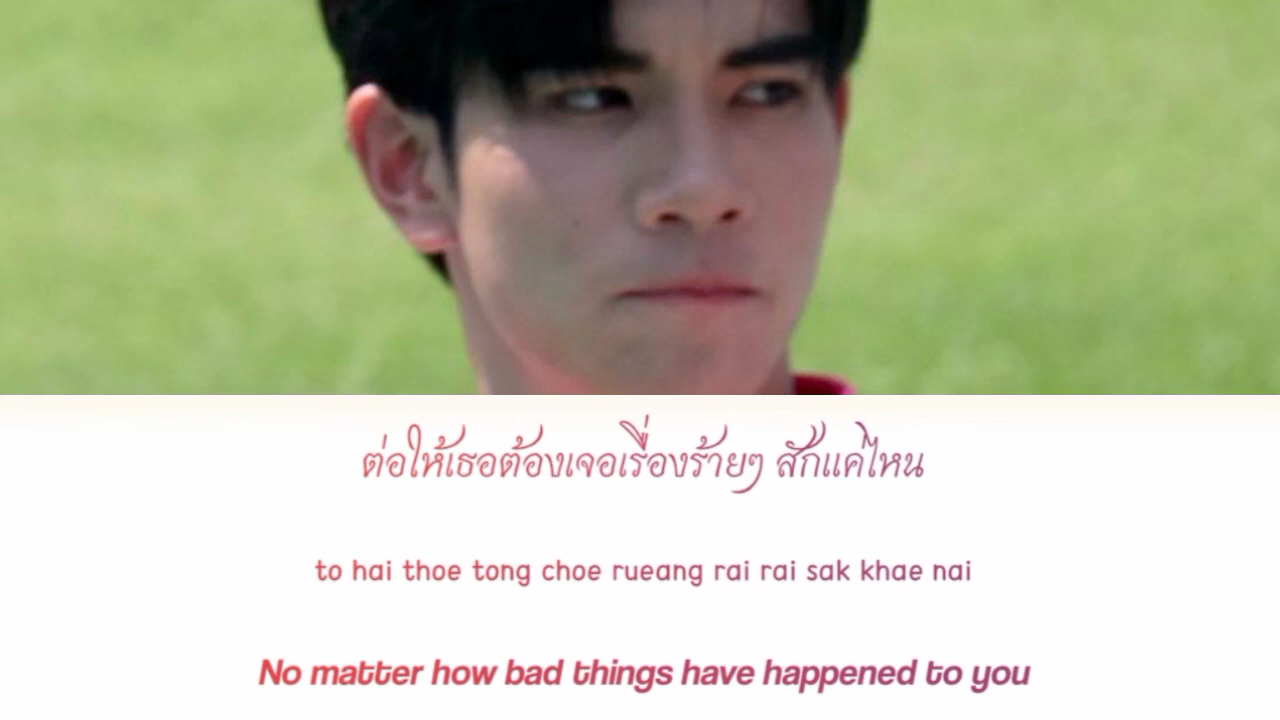 ต่อให้เธอต้องเจอเรื่องร้ายๆ สักแค่ไหน
to hai thoe tong choe rueang rai rai sak khae nai
No matter how bad things have happened to you